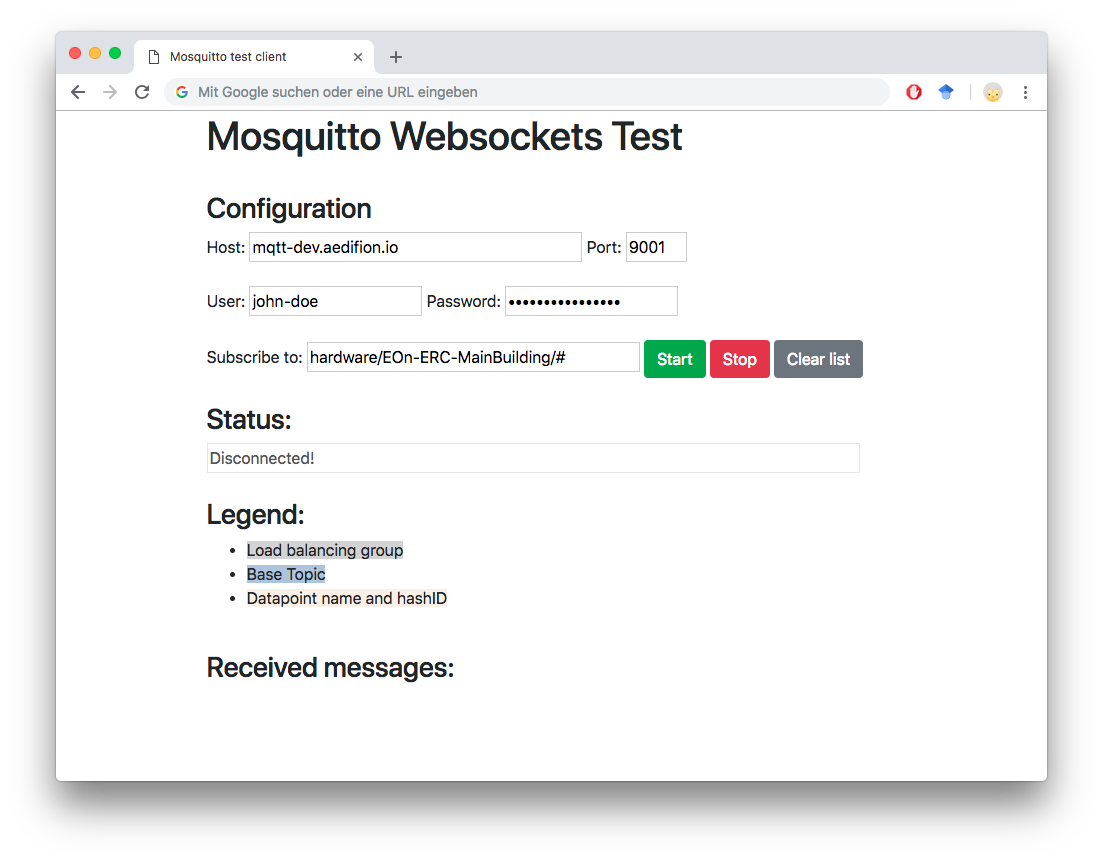 Mosquitto test client
Mit Google suchen oder eine URL eingeben
Mosquitto Websockets Test
Configuration
Host: mqtt-dev.aedifion.io Port: 9001
User: john-doe Password: ••••••••••••••••
Subscribe to: hardware/EOn-ERC-MainBuilding/# Start Stop Clear list
Status:
Disconnected!
Legend:
• Load balancing group
• Base Topic
• Datapoint name and hashID
Received messages: